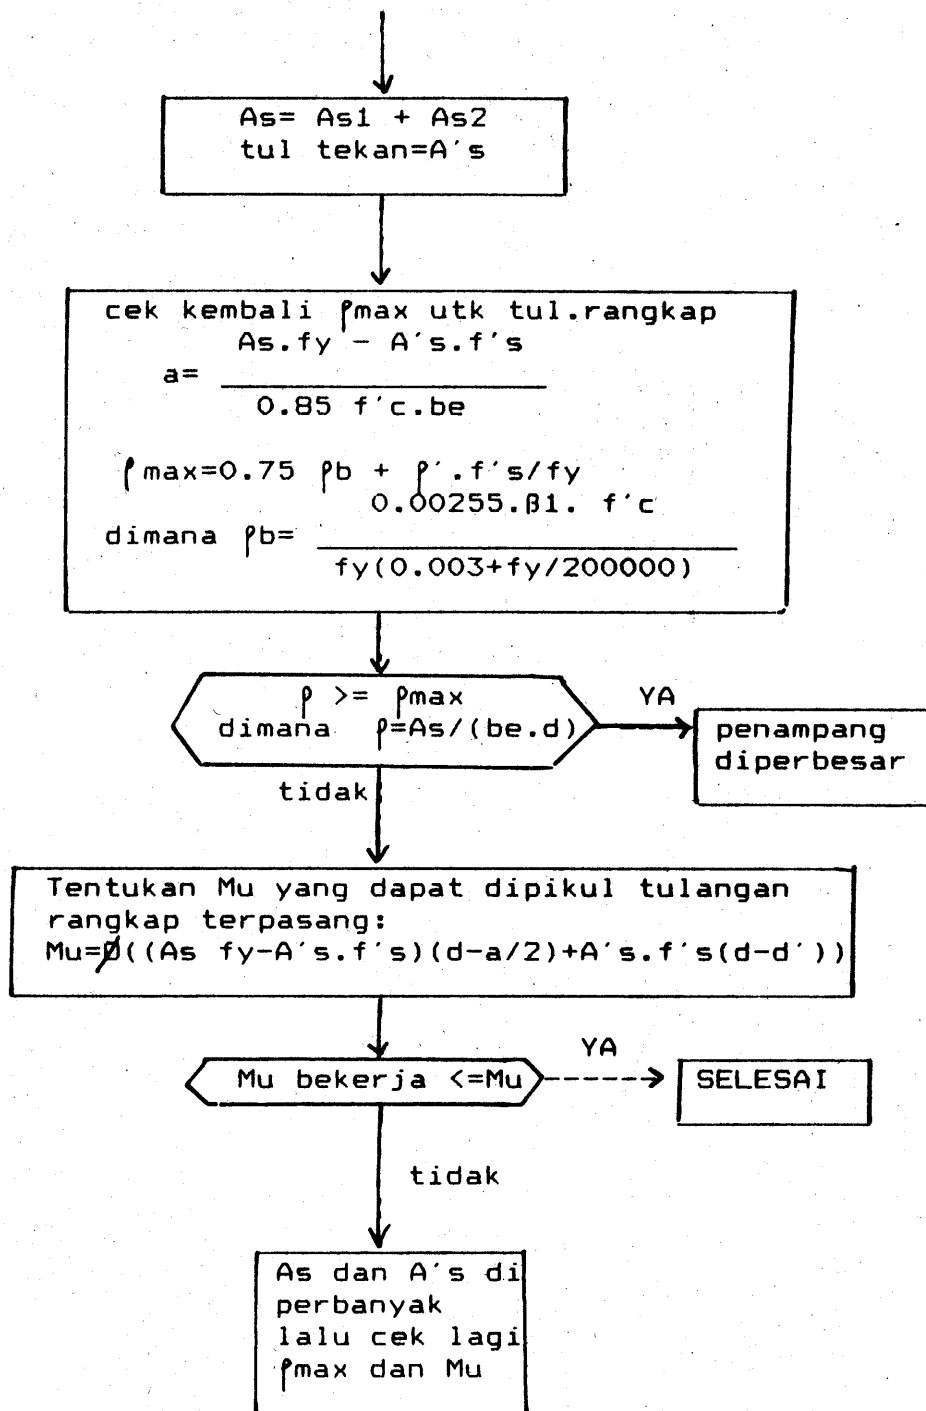 As= As1 + As2
tul tekan=A's
cek kembali ρmax utk tul.rangkap
As.fy - A's.f's
a=
0.85 f'c.be
ρmax=0.75 ρb + ρ'.f's/fy
0.00255.β1. f'c
dimana ρb=
fy(0.003+fy/200000)
ρ >= ρmax
dimana ρ=As/(be.d)
YA
penampang
diperbesar
tidak
Tentukan Mu yang dapat dipikul tulangan
rangkap terpasang:
Mu=Ø((As fy-A's.f's)(d-a/2)+A's.f's(d-d'))
YA
Mu bekerja <=Mu
SELESAI
tidak
As dan A's di
perbanyak
lalu cek lagi
ρmax dan Mu